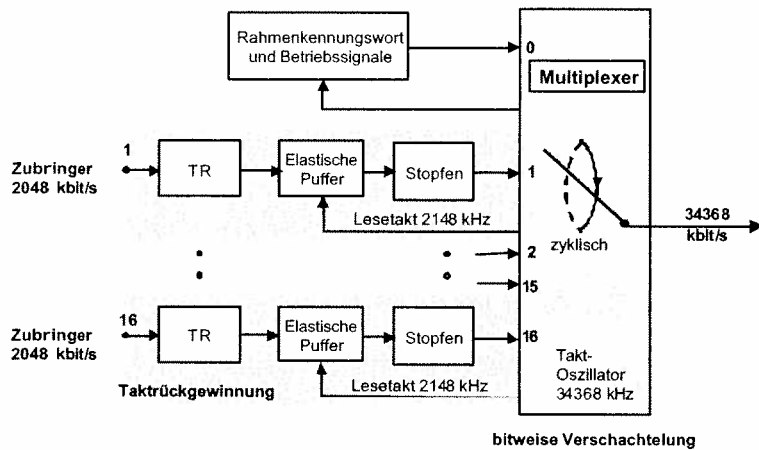 Rahmenkennungswort
und Betriebssignale
0
Multiplexer
1
Zubringer
2048 kbit/s
TR
Elastische
Puffer
Stopfen
1
Lesetakt 2148 kHz
zyklisch
34368
kbit/s
2
15
16
Zubringer
2048 kbit/s
TR
Elastische
Puffer
Stopfen
16
Taktrückgewinnung
Lesetakt 2148 kHz
Takt-
Oszillator
34368 kHz
bitweise Verschachtelung